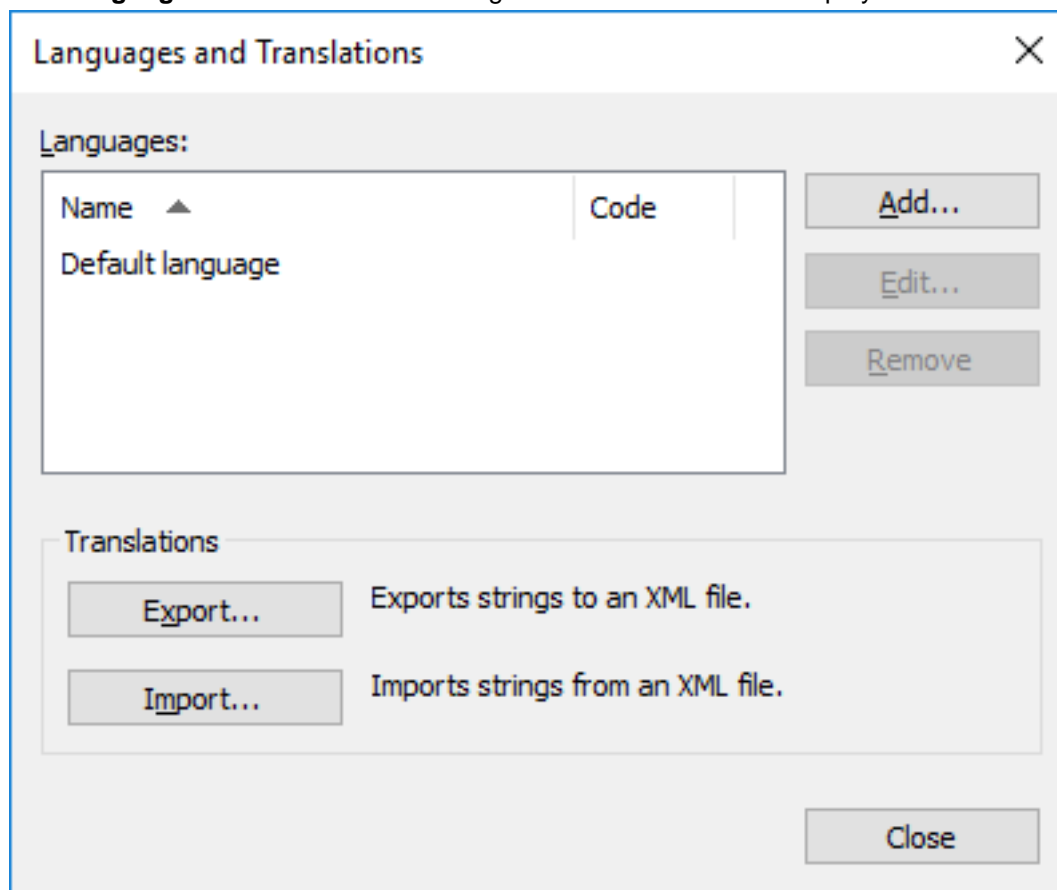 Languages and Translations
Languages:
Name Code Add...
Default language
Edit...
Remove
Translations
Export... Exports strings to an XML file.
Import... Imports strings from an XML file.
Close